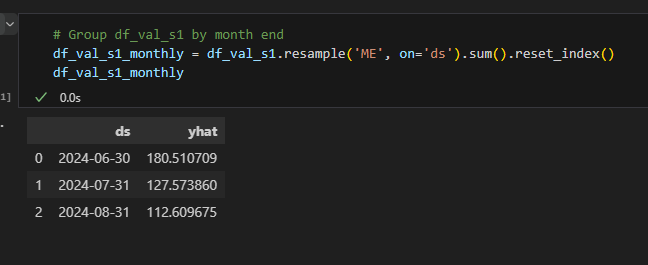 # Group df_val_s1 by month end
df_val_s1_monthly = df_val_s1.resample('ME', on='ds').sum().reset_index()
df_val_s1_monthly
1] 0.0s
ds yhat
0 2024-06-30 180.510709
1 2024-07-31 127.573860
2 2024-08-31 112.609675